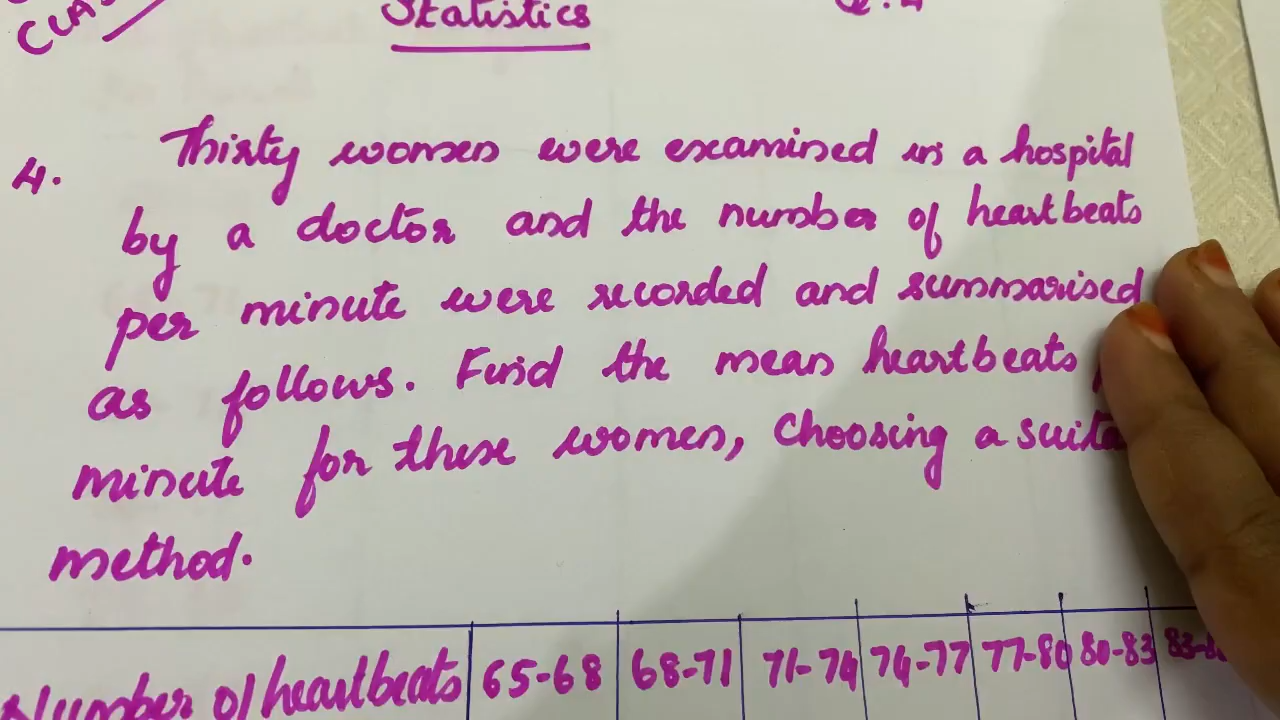 CLAS
Statistics
4. Thirty women were examined in a hospital
by a doctor and the number of heartbeats
per minute were recorded and summarised
as follows. Find the mean heartbeats
minute for these women, choosing a
method.
Number of heartbeats 65-68 68-71 71-74 74-77 77-80 80-83